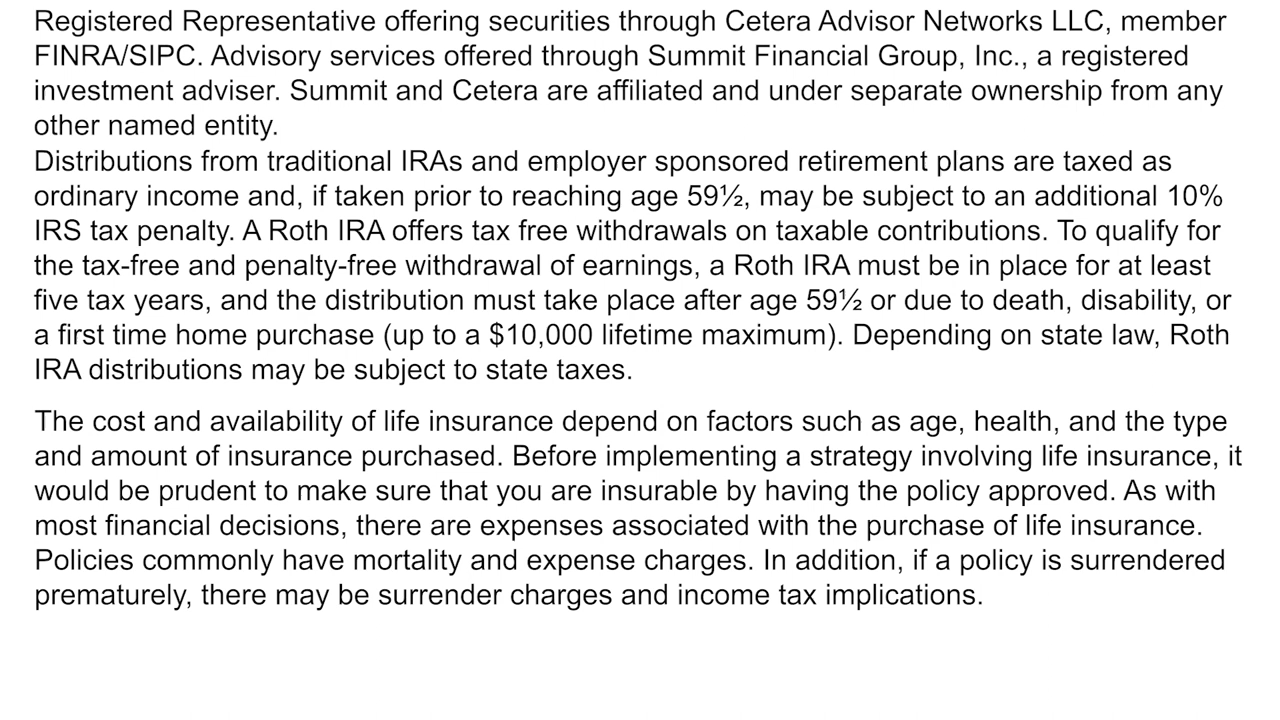 Registered Representative offering securities through Cetera Advisor Networks LLC, member
FINRA/SIPC. Advisory services offered through Summit Financial Group, Inc., a registered
investment adviser. Summit and Cetera are affiliated and under separate ownership from any
other named entity.
Distributions from traditional IRAs and employer sponsored retirement plans are taxed as
ordinary income and, if taken prior to reaching age 59½, may be subject to an additional 10%
IRS tax penalty. A Roth IRA offers tax free withdrawals on taxable contributions. To qualify for
the tax-free and penalty-free withdrawal of earnings, a Roth IRA must be in place for at least
five tax years, and the distribution must take place after age 59½ or due to death, disability, or
a first time home purchase (up to a $10,000 lifetime maximum). Depending on state law, Roth
IRA distributions may be subject to state taxes.
The cost and availability of life insurance depend on factors such as age, health, and the type
and amount of insurance purchased. Before implementing a strategy involving life insurance, it
would be prudent to make sure that you are insurable by having the policy approved. As with
most financial decisions, there are expenses associated with the purchase of life insurance.
Policies commonly have mortality and expense charges. In addition, if a policy is surrendered
prematurely, there may be surrender charges and income tax implications.